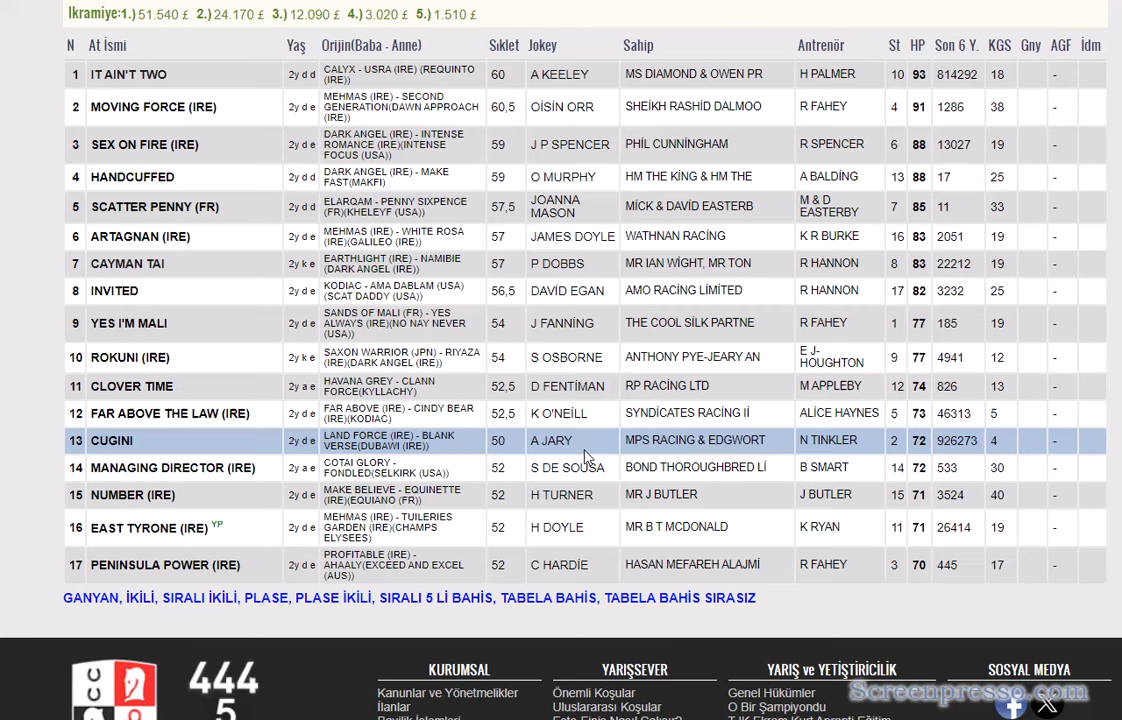 Ikramiye:1.) 51.540 £ 2.) 24.170 £ 3.) 12.090 £ 4.) 3.020 £ 5.) 1.510 £
N At İsmi Yaş Orijin(Baba - Anne) Sıklet Jokey Sahip Antrenör St HP Son 6 Y. KGS Gny AGF İdm
1 IT AIN'T TWO 2y d d CALYX - USRA (IRE) (REQUINTO (IRE)) 60 A KEELEY MS DIAMOND & OWEN PR H PALMER 10 93 814292 18 -
2 MOVING FORCE (IRE) 2y d e MEHMAS (IRE) - SECOND GENERATION(DAWN APPROACH (IRE)) 60,5 OİSİN ORR SHEİKH RASHİD DALMOO R FAHEY 4 91 1286 38 -
3 SEX ON FIRE (IRE) 2y d e DARK ANGEL (IRE) - INTENSE ROMANCE (IRE)(INTENSE FOCUS (USA)) 59 J P SPENCER PHİL CUNNİNGHAM R SPENCER 6 88 13027 19 -
4 HANDCUFFED 2y d d DARK ANGEL (IRE) - MAKE FAST(MAKFI) 59 O MURPHY HM THE KİNG & HM THE A BALDİNG 13 88 17 25 -
5 SCATTER PENNY (FR) 2y d d ELARQAM - PENNY SIXPENCE (FR)(KHELEYF (USA)) 57,5 JOANNA MASON MİCK & DAVİD EASTERB M & D EASTERBY 7 85 11 33 -
6 ARTAGNAN (IRE) 2y d e MEHMAS (IRE) - WHITE ROSA (IRE)(GALILEO (IRE)) 57 JAMES DOYLE WATHNAN RACİNG K R BURKE 16 83 2051 19 -
7 CAYMAN TAI 2y k e EARTHLIGHT (IRE) - NAMIBIE (DARK ANGEL (IRE)) 57 P DOBBS MR IAN WİGHT, MR TON R HANNON 8 83 22212 19 -
8 INVITED 2y d e KODIAC - AMA DABLAM (USA) (SCAT DADDY (USA)) 56,5 DAVİD EGAN AMO RACİNG LİMİTED R HANNON 17 82 3232 25 -
9 YES I'M MALI 2y d e SANDS OF MALI (FR) - YES ALWAYS (IRE)(NO NAY NEVER (USA)) 54 J FANNİNG THE COOL SİLK PARTNE R FAHEY 1 77 185 19 -
10 ROKUNI (IRE) 2y k e SAXON WARRIOR (JPN) - RIYAZA (IRE)(DARK ANGEL (IRE)) 54 S OSBORNE ANTHONY PYE-JEARY AN E J-HOUGHTON 9 77 4941 12 -
11 CLOVER TIME 2y a e HAVANA GREY - CLANN FORCE(KYLLACHY) 52,5 D FENTİMAN RP RACİNG LTD M APPLEBY 12 74 826 13 -
12 FAR ABOVE THE LAW (IRE) 2y d e FAR ABOVE (IRE) - CINDY BEAR (IRE)(KODIAC) 52,5 K O'NEİLL SYNDİCATES RACİNG İİ ALİCE HAYNES 5 73 46313 5 -
13 CUGINI 2y d e LAND FORCE (IRE) - BLANK VERSE(DUBAWI (IRE)) 50 A JARY MPS RACING & EDGWORT N TINKLER 2 72 926273 4 -
14 MANAGING DIRECTOR (IRE) 2y a e COTAI GLORY - FONDLED(SELKIRK (USA)) 52 S DE SOUSA BOND THOROUGHBRED Lİ B SMART 14 72 533 30 -
15 NUMBER (IRE) 2y d e MAKE BELIEVE - EQUINETTE (IRE)(EQUIANO (FR)) 52 H TURNER MR J BUTLER J BUTLER 15 71 3524 40 -
16 EAST TYRONE (IRE) YP 2y d e MEHMAS (IRE) - TUILERIES GARDEN (IRE)(CHAMPS ELYSEES) 52 H DOYLE MR B T MCDONALD K RYAN 11 71 26414 19 -
17 PENINSULA POWER (IRE) 2y d e PROFITABLE (IRE) - AHAALY(EXCEED AND EXCEL (AUS)) 52 C HARDİE HASAN MEFAREH ALAJMİ R FAHEY 3 70 445 17 -
GANYAN, İKİLİ, SIRALI İKİLİ, PLASE, PLASE İKİLİ, SIRALI 5 Lİ BAHİS, TABELA BAHİS, TABELA BAHİS SIRASIZ
444
5
KURUMSAL YARIŞSEVER YARIŞ ve YETİŞTİRİCİLİK SOSYAL MEDYA
Kanunlar ve Yönetmelikler Önemli Koşular Genel Hükümler
İlanlar Uluslararası Koşular O Bir Şampiyondu
Screenpresso.com